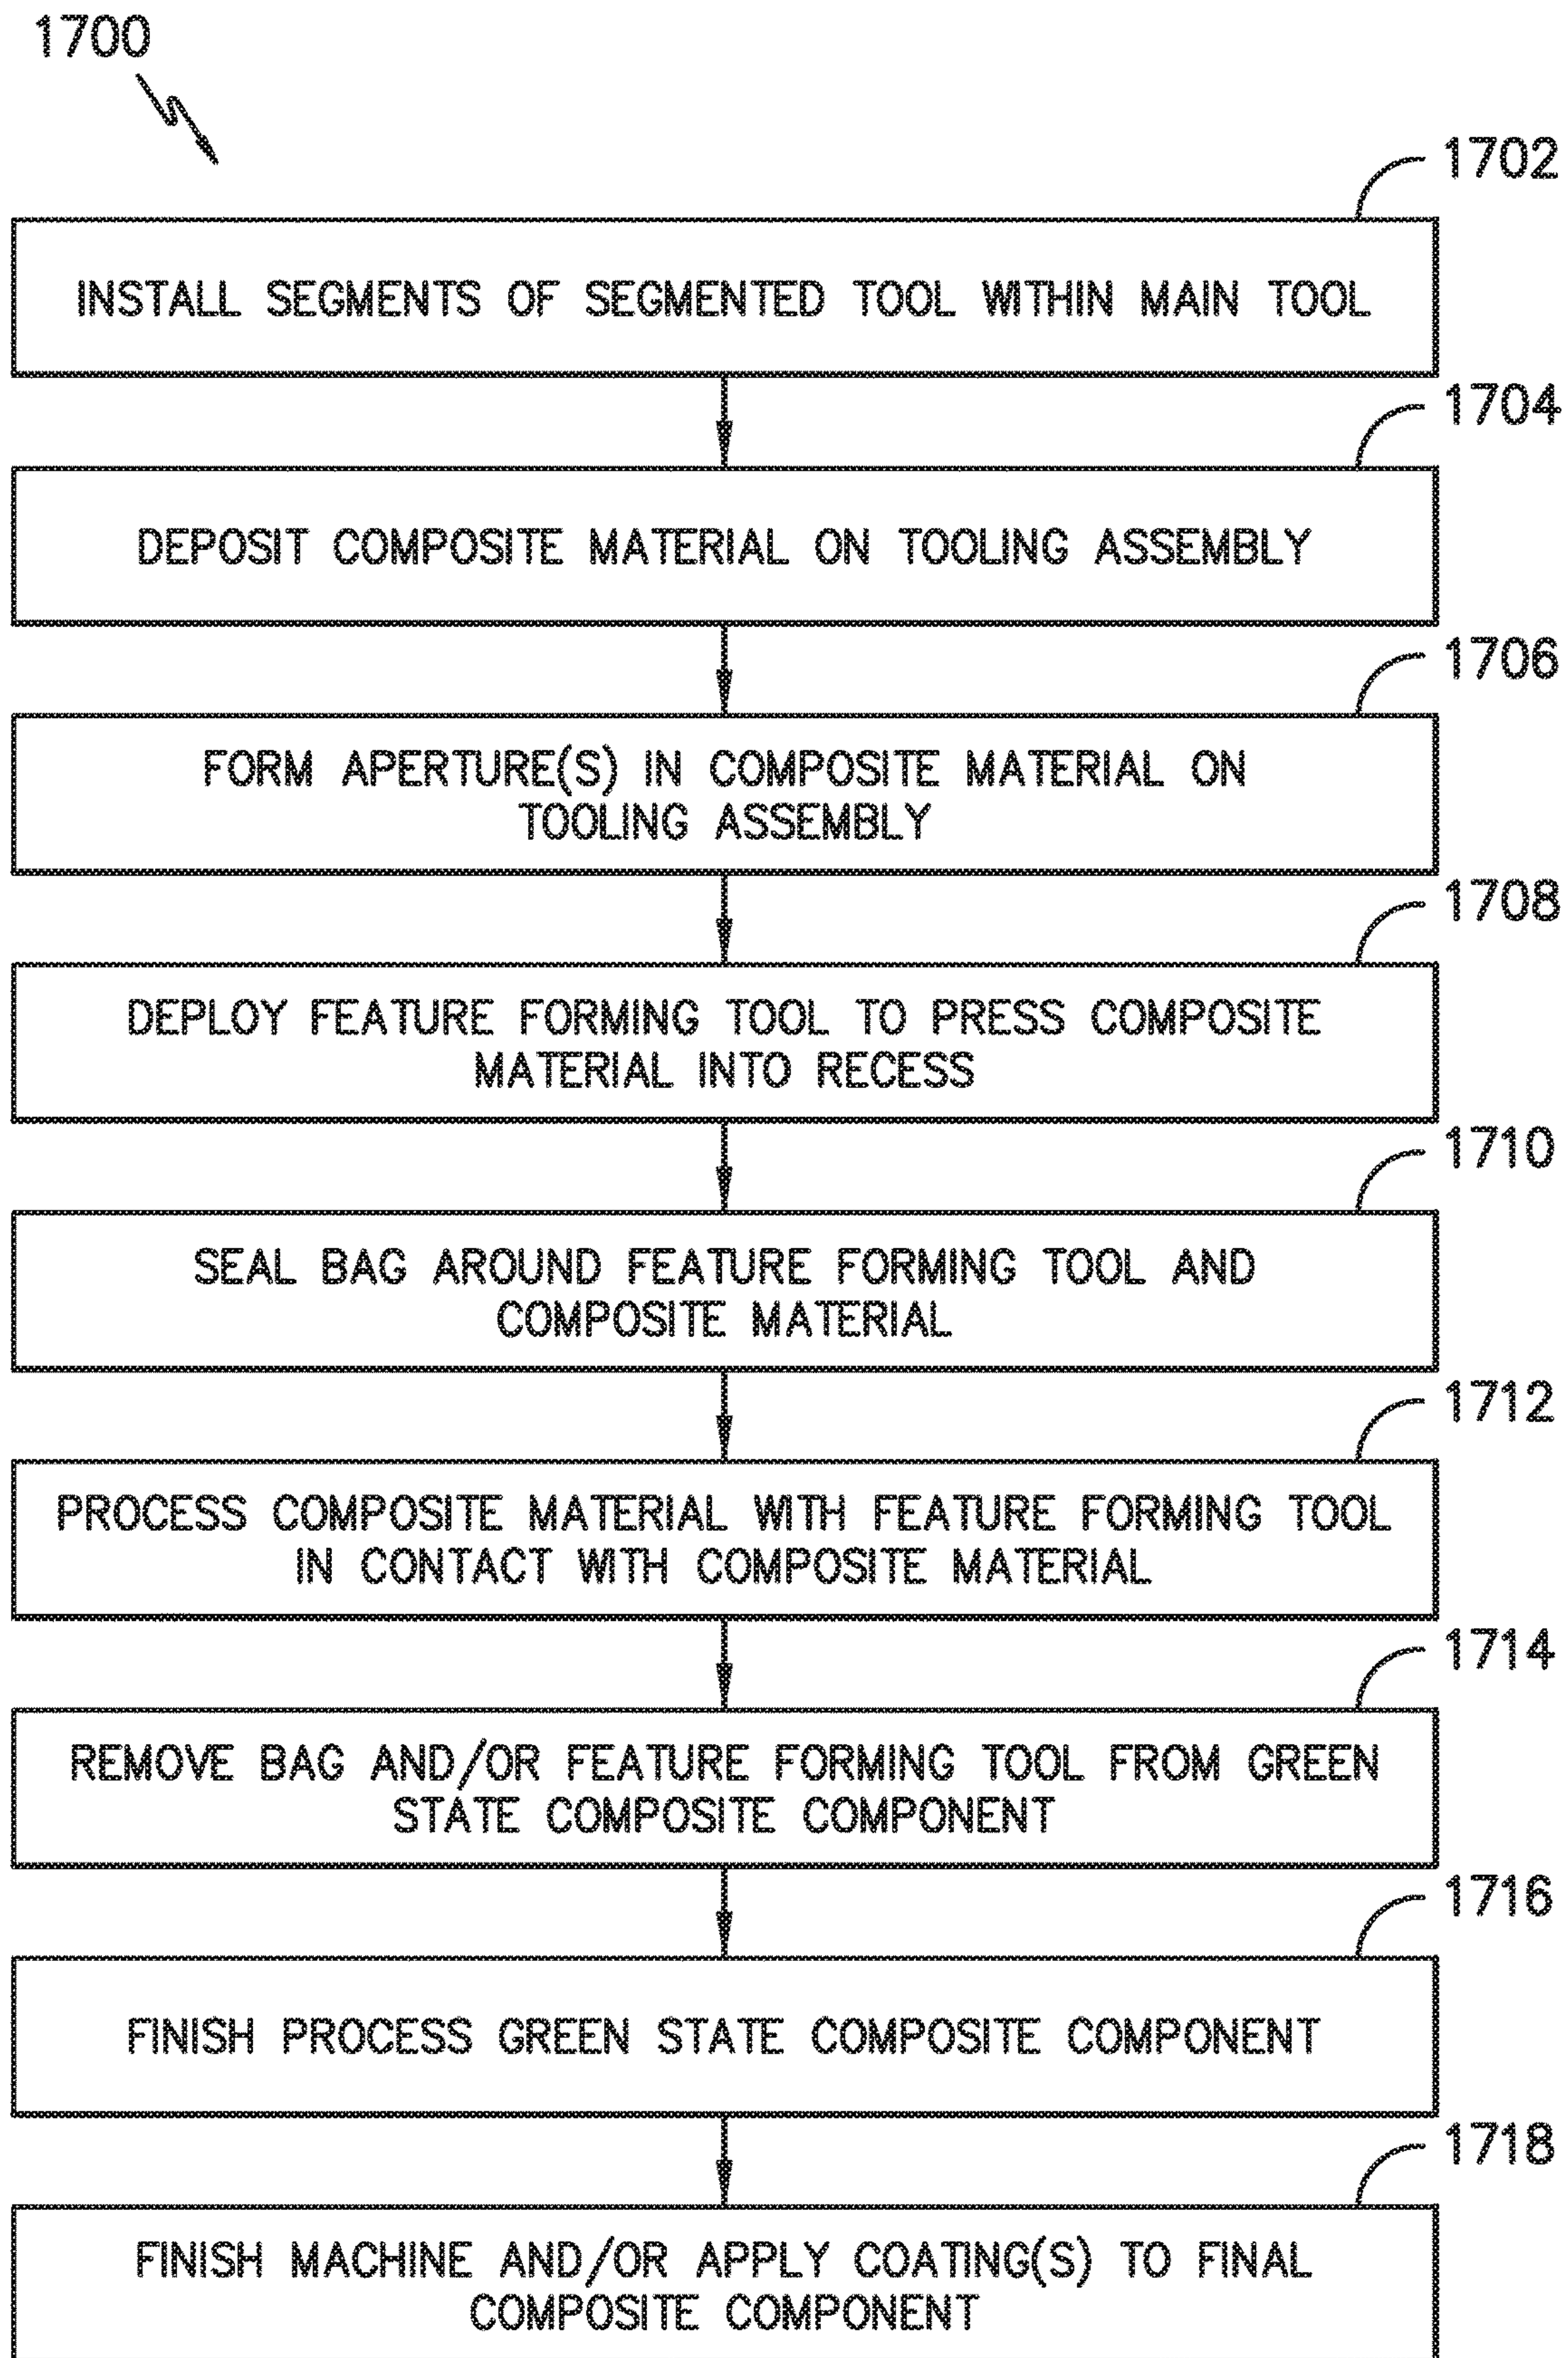 1700
1702
INSTALL SEGMENTS OF SEGMENTED TOOL WITHIN MAIN TOOL
1704
DEPOSIT COMPOSITE MATERIAL ON TOOLING ASSEMBLY
1706
FORM APERTURE(S) IN COMPOSITE MATERIAL ON
TOOLING ASSEMBLY
1708
DEPLOY FEATURE FORMING TOOL TO PRESS COMPOSITE
MATERIAL INTO RECESS
1710
SEAL BAG AROUND FEATURE FORMING TOOL AND
COMPOSITE MATERIAL
1712
PROCESS COMPOSITE MATERIAL WITH FEATURE FORMING TOOL
IN CONTACT WITH COMPOSITE MATERIAL
1714
REMOVE BAG AND/OR FEATURE FORMING TOOL FROM GREEN
STATE COMPOSITE COMPONENT
1716
FINISH PROCESS GREEN STATE COMPOSITE COMPONENT
1718
FINISH MACHINE AND/OR APPLY COATING(S) TO FINAL
COMPOSITE COMPONENT